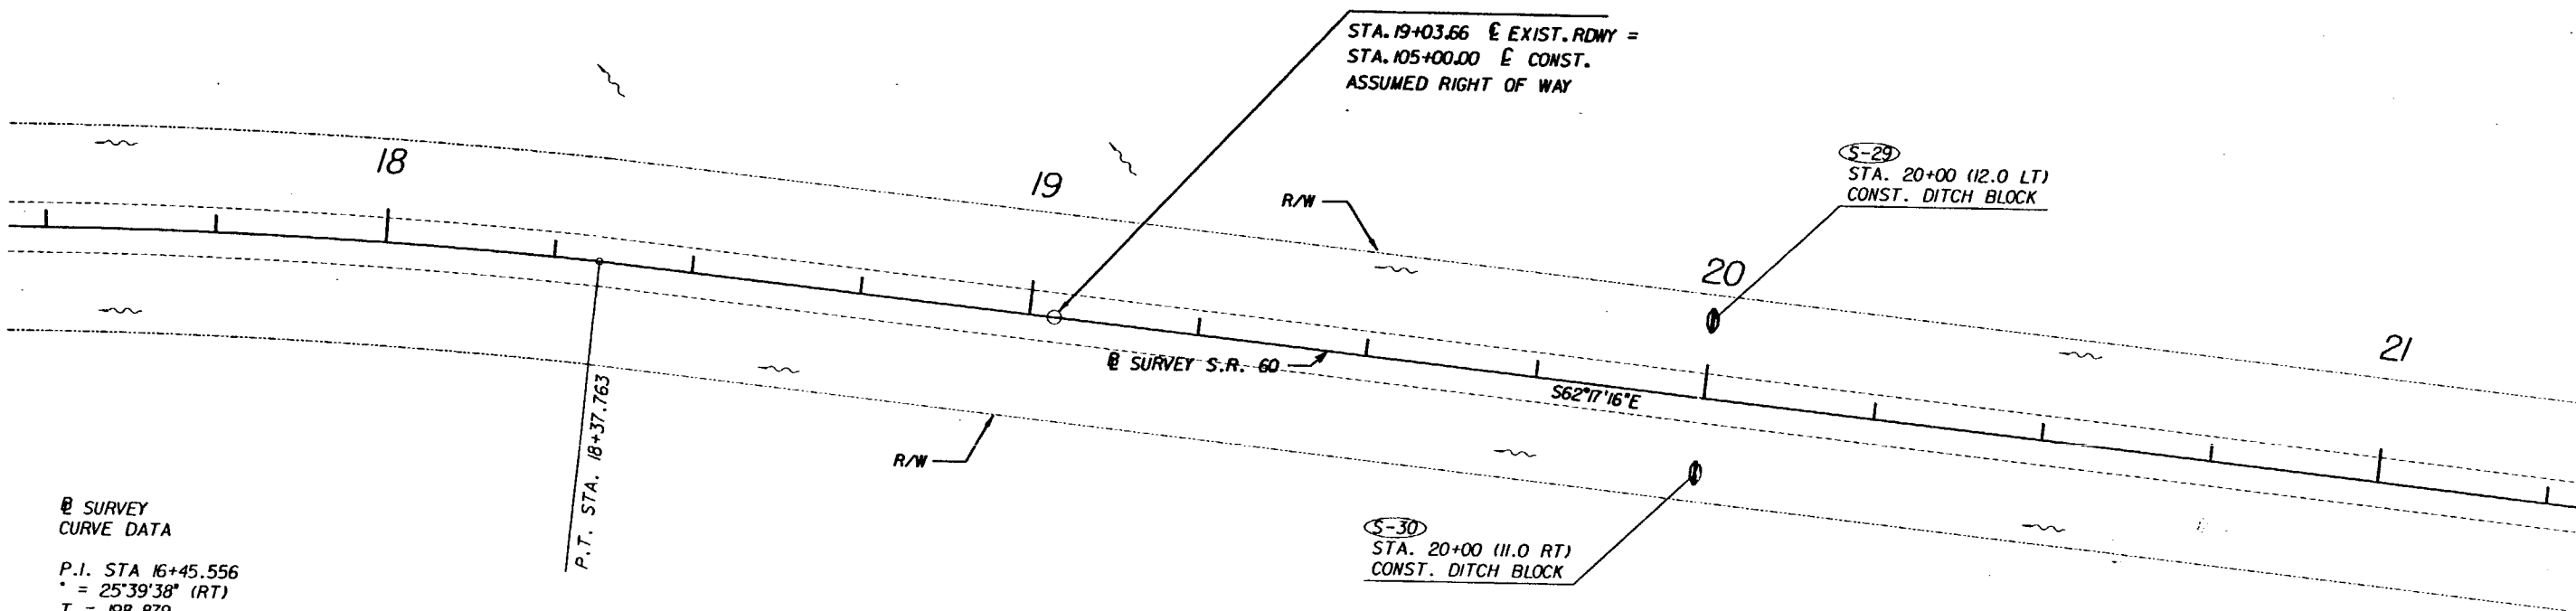 STA. 19+03.66 ℄ EXIST. RDWY =
STA. 105+00.00 ℄ CONST.
ASSUMED RIGHT OF WAY
18
19
R/W
S-29
STA. 20+00 (12.0 LT)
CONST. DITCH BLOCK
20
21
SURVEY S.R. 60
S62°17'16"E
P.T. STA. 18+37.763
R/W
SURVEY
CURVE DATA
P.I. STA 16+45.556
= 25°39'38" (RT)
S-30
STA. 20+00 (11.0 RT)
CONST. DITCH BLOCK